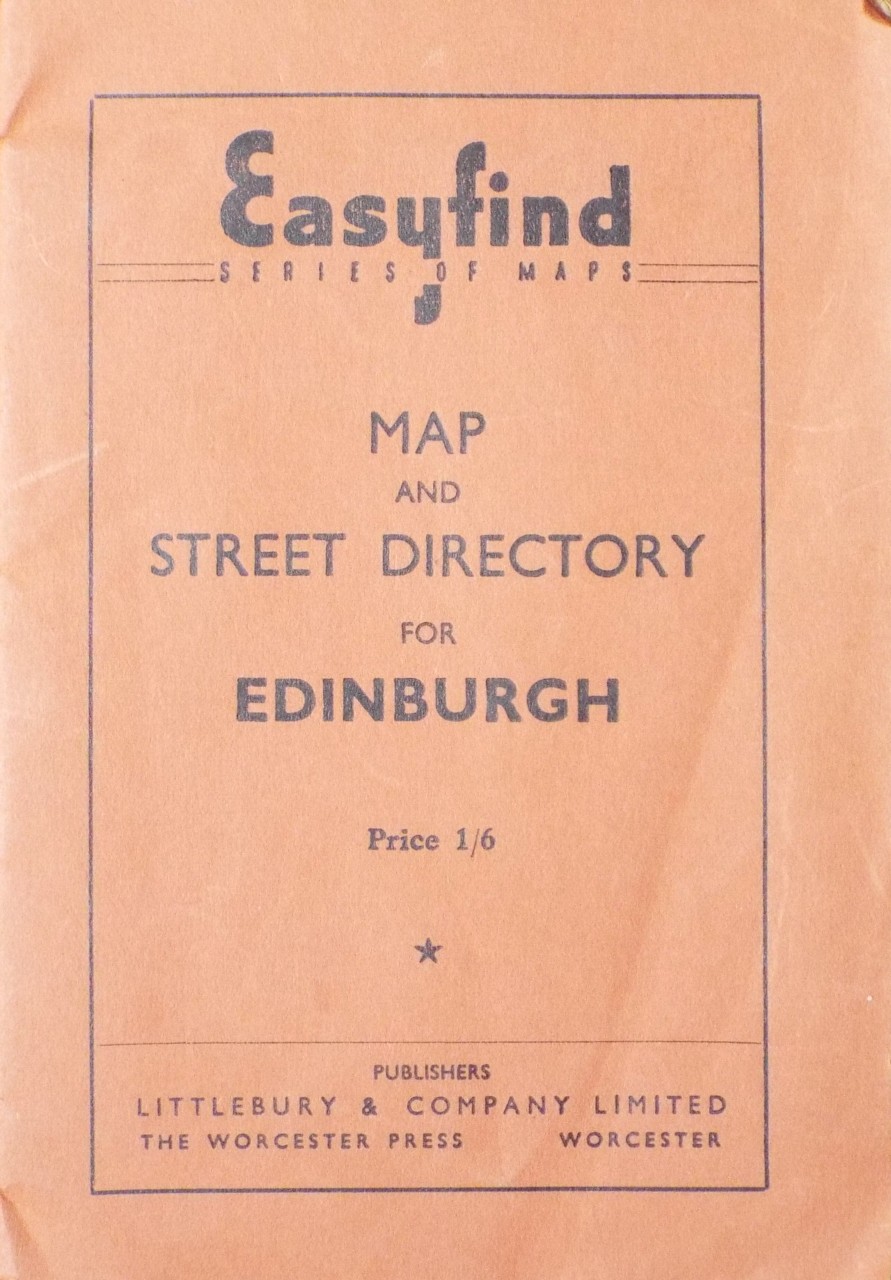 Easyfind
SERIES OF MAPS
MAP
AND
STREET DIRECTORY
FOR
EDINBURGH
Price 1/6
PUBLISHERS
LITTLEBURY & COMPANY LIMITED
THE WORCESTER PRESS WORCESTER